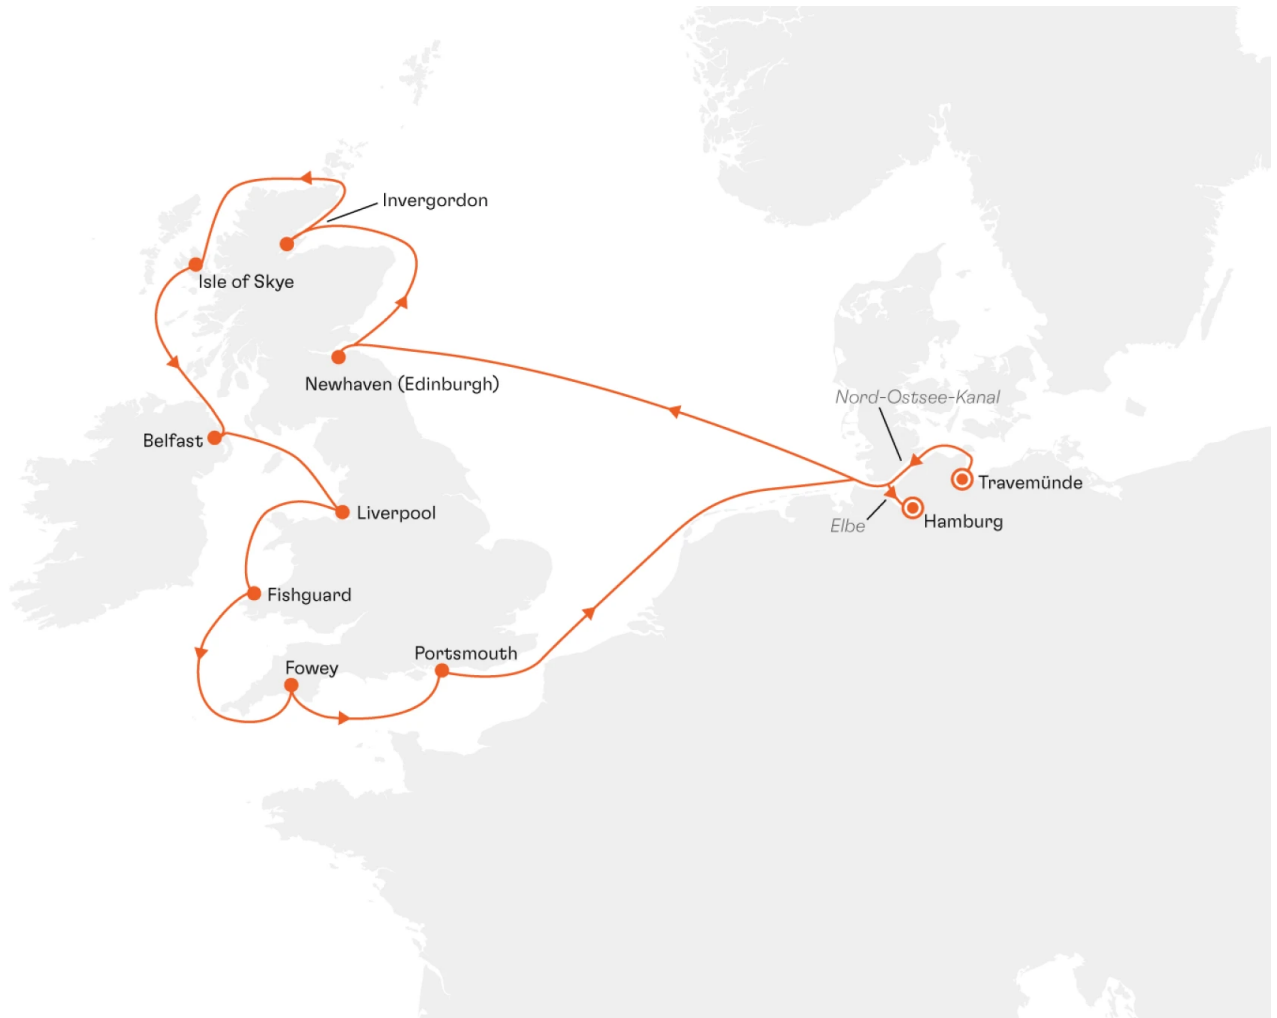 Invergordon
Isle of Skye
Newhaven (Edinburgh)
Nord-Ostsee-Kanal
Belfast
Travemünde
Liverpool
Elbe
Hamburg
Fishguard
Portsmouth
Fowey